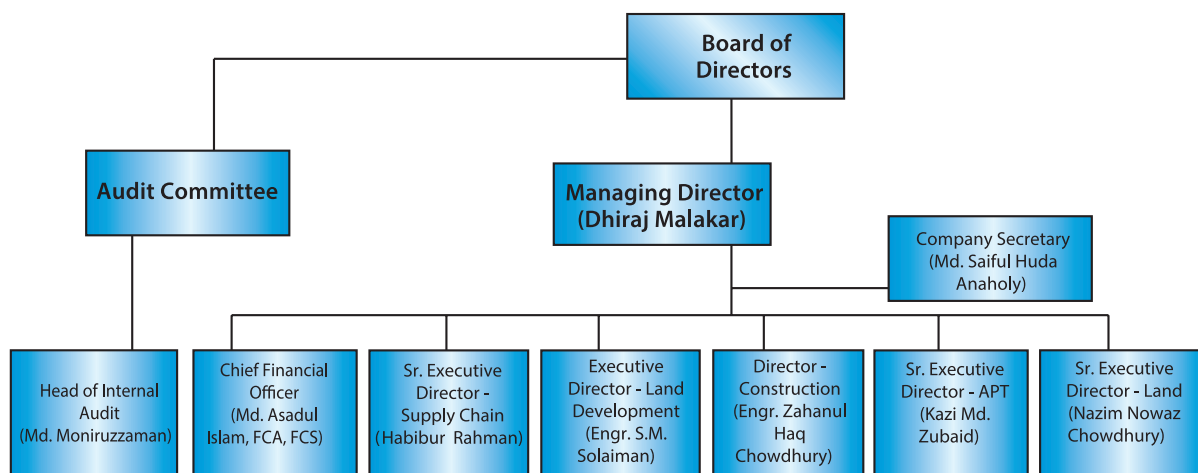 Board of
Directors
Audit Committee
Managing Director
(Dhiraj Malakar)
Company Secretary
(Md. Saiful Huda
Anaholy)
Head of Internal
Audit
(Md. Moniruzzaman)
Chief Financial
Officer
(Md. Asadul
Islam, FCA, FCS)
Sr. Executive
Director -
Supply Chain
(Habibur Rahman)
Executive
Director - Land
Development
(Engr. S.M.
Solaiman)
Director -
Construction
(Engr. Zahanul
Haq
Chowdhury)
Sr. Executive
Director - APT
(Kazi Md.
Zubaid)
Sr. Executive
Director - Land
(Nazim Nowaz
Chowdhury)